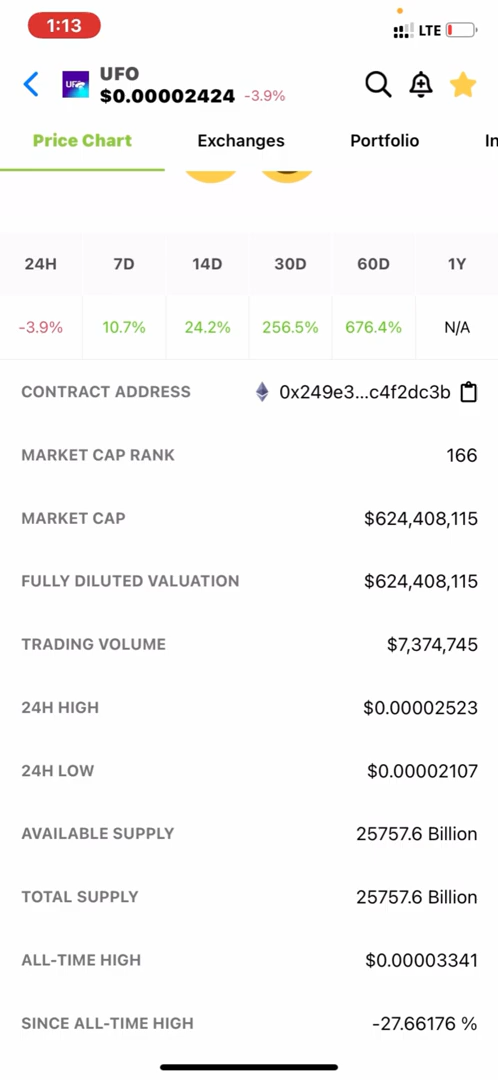 1:13
LTE
UFO
$0.00002424 -3.9%
Price Chart Exchanges Portfolio In
24H 7D 14D 30D 60D 1Y
-3.9% 10.7% 24.2% 256.5% 676.4% N/A
CONTRACT ADDRESS 0x249e3...c4f2dc3b
MARKET CAP RANK 166
MARKET CAP $624,408,115
FULLY DILUTED VALUATION $624,408,115
TRADING VOLUME $7,374,745
24H HIGH $0.00002523
24H LOW $0.00002107
AVAILABLE SUPPLY 25757.6 Billion
TOTAL SUPPLY 25757.6 Billion
ALL-TIME HIGH $0.00003341
SINCE ALL-TIME HIGH -27.66176 %